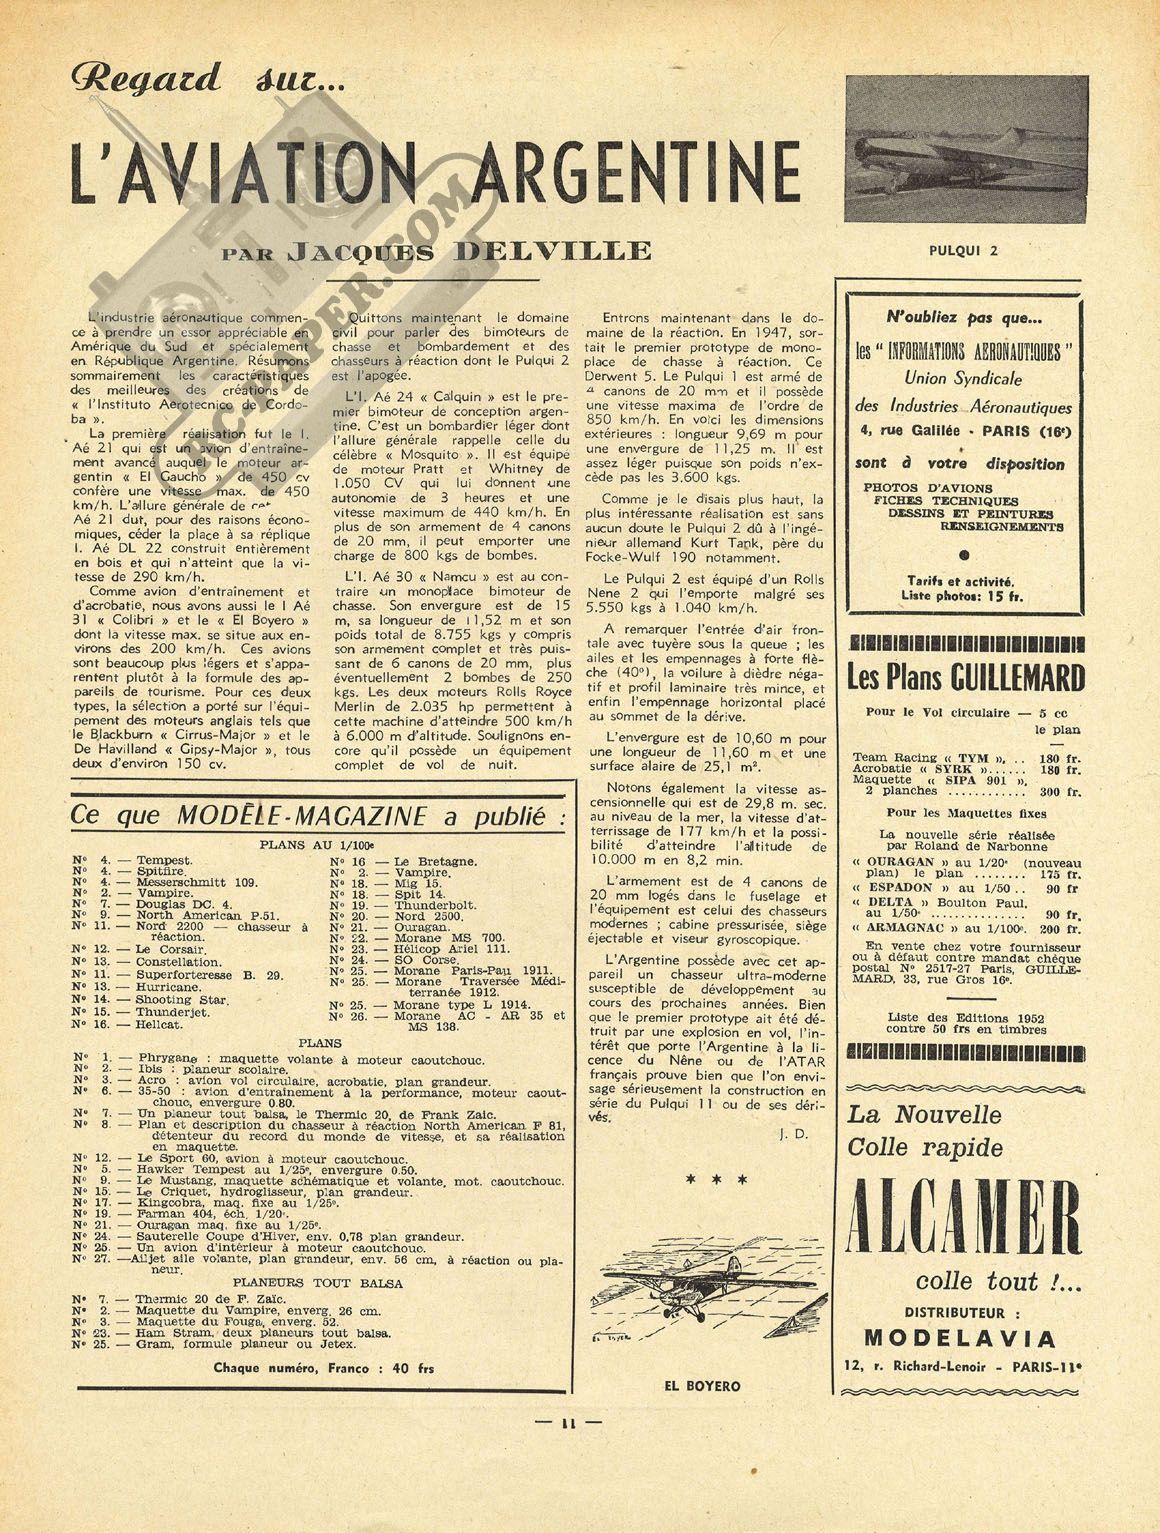 Regard sur...
L'AVIATION ARGENTINE
PAR JACQUES DELVILLE
RC-PAPER.COM
L'industrie aéronautique commen-
ce à prendre un essor appréciable en
Amérique du Sud et spécialement
en République Argentine. Résumons
sommairement les caractéristiques
des meilleures des créations de
« l'Instituto Aerotecnico de Cordo-
ba ».
La première réalisation fut le I.
Aé 21 qui est un avion d'entraîne-
ment avancé auquel le moteur ar-
gentin « El Gaucho » de 450 cv
confère une vitesse max. de 450
km/h. L'allure générale de cet
Aé 21 dut, pour des raisons écono-
miques, céder la place à sa réplique
I. Aé DL 22 construit entièrement
en bois et qui n'atteint que la vi-
tesse de 290 km/h.
Comme avion d'entraînement et
d'acrobatie, nous avons aussi le I Aé
31 « Colibri » et le « El Boyero »
dont la vitesse max. se situe aux en-
virons des 200 km/h. Ces avions
sont beaucoup plus légers et s'appa-
rentent plutôt à la formule des ap-
pareils de tourisme. Pour ces deux
types, la sélection a porté sur l'équi-
pement des moteurs anglais tels que
le Blackburn « Cirrus-Major » et le
De Havilland « Gipsy-Major », tous
deux d'environ 150 cv.
Quittons maintenant le domaine
civil pour parler des bimoteurs de
chasse et bombardement et des
chasseurs à réaction dont le Pulqui 2
est l'apogée.
L'I. Aé 24 « Calquin » est le pre-
mier bimoteur de conception argen-
tine. C'est un bombardier léger dont
l'allure générale rappelle celle du
célèbre « Mosquito ». Il est équipé
de moteur Pratt et Whitney de
1.050 CV qui lui donnent une
autonomie de 3 heures et une
vitesse maximum de 440 km/h. En
plus de son armement de 4 canons
de 20 mm, il peut emporter une
charge de 800 kgs de bombes.
L'I. Aé 30 « Namcu » est au con-
traire un monoplace bimoteur de
chasse. Son envergure est de 15
m, sa longueur de 11,52 m et son
poids total de 8.755 kgs y compris
son armement complet et très puis-
sant de 6 canons de 20 mm, plus
éventuellement 2 bombes de 250
kgs. Les deux moteurs Rolls Royce
Merlin de 2.035 hp permettent à
cette machine d'atteindre 500 km/h
à 6.000 m d'altitude. Soulignons en-
core qu'il possède un équipement
complet de vol de nuit.
Entrons maintenant dans le do-
maine de la réaction. En 1947, sor-
tait le premier prototype de mono-
place de chasse à réaction. Ce
Derwent 5. Le Pulqui 1 est armé de
4 canons de 20 mm et il possède
une vitesse maxima de l'ordre de
850 km/h. En voici les dimensions
extérieures : longueur 9,69 m pour
une envergure de 11,25 m. Il est
assez léger puisque son poids n'ex-
cède pas les 3.600 kgs.
Comme je le disais plus haut, la
plus intéressante réalisation est sans
aucun doute le Pulqui 2 dû à l'ingé-
nieur allemand Kurt Tank, père du
Focke-Wulf 190 notamment.
Le Pulqui 2 est équipé d'un Rolls
Nene 2 qui l'emporte malgré ses
5.550 kgs à 1.040 km/h.
A remarquer l'entrée d'air fron-
tale avec tuyère sous la queue ; les
ailes et les empennages à forte flè-
che (40°), la voilure à dièdre néga-
tif et profil laminaire très mince, et
enfin l'empennage horizontal placé
au sommet de la dérive.
L'envergure est de 10,60 m pour
une longueur de 11,60 m et une
surface alaire de 25,1 m².
Notons également la vitesse as-
censionnelle qui est de 29,8 m. sec.
au niveau de la mer, la vitesse d'at-
terrissage de 177 km/h et la possi-
bilité d'atteindre l'altitude de
10.000 m en 8,2 min.
L'armement est de 4 canons de
20 mm logés dans le fuselage et
l'équipement est celui des chasseurs
modernes ; cabine pressurisée, siège
éjectable et viseur gyroscopique.
L'Argentine possède avec cet ap-
pareil un chasseur ultra-moderne
susceptible de développement au
cours des prochaines années. Bien
que le premier prototype ait été dé-
truit par une explosion en vol, l'in-
térêt que porte l'Argentine à la li-
cence du Nêne ou de l'ATAR
français prouve bien que l'on envi-
sage sérieusement la construction en
série du Pulqui 11 ou de ses déri-
vés.
J. D.
* * *
EL BOYERO
EL BOYERO
Ce que MODÈLE-MAGAZINE a publié :
PLANS AU 1/100e
N° 4. — Tempest.
N° 4. — Spitfire.
N° 4. — Messerschmitt 109.
N° 2. — Vampire.
N° 7. — Douglas DC. 4.
N° 9. — North American P.51.
N° 11. — Nord 2200 — chasseur à
réaction.
N° 12. — Le Corsair.
N° 13. — Constellation.
N° 11. — Superforteresse B. 29.
N° 13. — Hurricane.
N° 14. — Shooting Star.
N° 15. — Thunderjet.
N° 16. — Hellcat.
N° 16 — Le Bretagne.
N° 2. — Vampire.
N° 18. — Mig 15.
N° 18. — Spit 14.
N° 19. — Thunderbolt.
N° 20. — Nord 2500.
N° 21. — Ouragan.
N° 22. — Morane MS 700.
N° 23. — Hélicop Ariel 111.
N° 24. — SO Corse.
N° 25. — Morane Paris-Pau 1911.
N° 25. — Morane Traversée Médi-
terranée 1912.
N° 25. — Morane type L 1914.
N° 26. — Morane AC - AR 35 et
MS 138.
PLANS
N° 1. — Phrygane : maquette volante à moteur caoutchouc.
N° 2. — Ibis : planeur scolaire.
N° 3. — Acro : avion vol circulaire, acrobatie, plan grandeur.
N° 6. — 35-50 : avion d'entraînement à la performance, moteur caout-
chouc, envergure 0.80.
N° 7. — Un planeur tout balsa, le Thermic 20, de Frank Zaic.
N° 8. — Plan et description du chasseur à réaction North American F 81,
détenteur du record du monde de vitesse, et sa réalisation
en maquette.
N° 12. — Le Sport 60, avion à moteur caoutchouc.
N° 5. — Hawker Tempest au 1/25e, envergure 0.50.
N° 9. — Le Mustang, maquette schématique et volante, mot. caoutchouc.
N° 15. — Le Criquet, hydroglisseur, plan grandeur.
N° 17. — Kingcobra, maq. fixe au 1/25e.
N° 19. — Farman 404, éch. 1/20e.
N° 21. — Ouragan maq. fixe au 1/25e.
N° 24. — Sauterelle Coupe d'Hiver, env. 0,78 plan grandeur.
N° 25. — Un avion d'intérieur à moteur caoutchouc.
N° 27. —Ailjet aile volante, plan grandeur, env. 56 cm, à réaction ou pla-
neur.
PLANEURS TOUT BALSA
N° 7. — Thermic 20 de F. Zaïc.
N° 2. — Maquette du Vampire, enverg. 26 cm.
N° 3. — Maquette du Fouga, enverg. 52.
N° 23. — Ham Stram, deux planeurs tout balsa.
N° 25. — Gram, formule planeur ou Jetex.
Chaque numéro, Franco : 40 frs
PULQUI 2
N'oubliez pas que...
les " INFORMATIONS AERONAUTIQUES "
Union Syndicale
des Industries Aéronautiques
4, rue Galilée - PARIS (16e)
sont à votre disposition
PHOTOS D'AVIONS
FICHES TECHNIQUES
DESSINS ET PEINTURES
RENSEIGNEMENTS
Tarifs et activité.
Liste photos: 15 fr.
Les Plans GUILLEMARD
Pour le Vol circulaire — 5 cc
le plan
Team Racing « TYM ». .. 180 fr.
Acrobatie « SYRK »...... 180 fr.
Maquette « SIPA 901 ».
2 planches ............ 300 fr.
Pour les Maquettes fixes
La nouvelle série réalisée
par Roland de Narbonne
« OURAGAN » au 1/20e (nouveau
plan) le plan ........ 175 fr.
« ESPADON » au 1/50 .. 90 fr
« DELTA » Boulton Paul,
au 1/50e .............. 90 fr.
« ARMAGNAC » au 1/100e. 200 fr.
En vente chez votre fournisseur
ou à défaut contre mandat chèque
postal N° 2517-27 Paris, GUILLE-
MARD, 33, rue Gros 16e.
Liste des Editions 1952
contre 50 frs en timbres
La Nouvelle
Colle rapide
ALCAMER
colle tout !...
DISTRIBUTEUR :
MODELAVIA
12, r. Richard-Lenoir - PARIS-11e
— 11 —